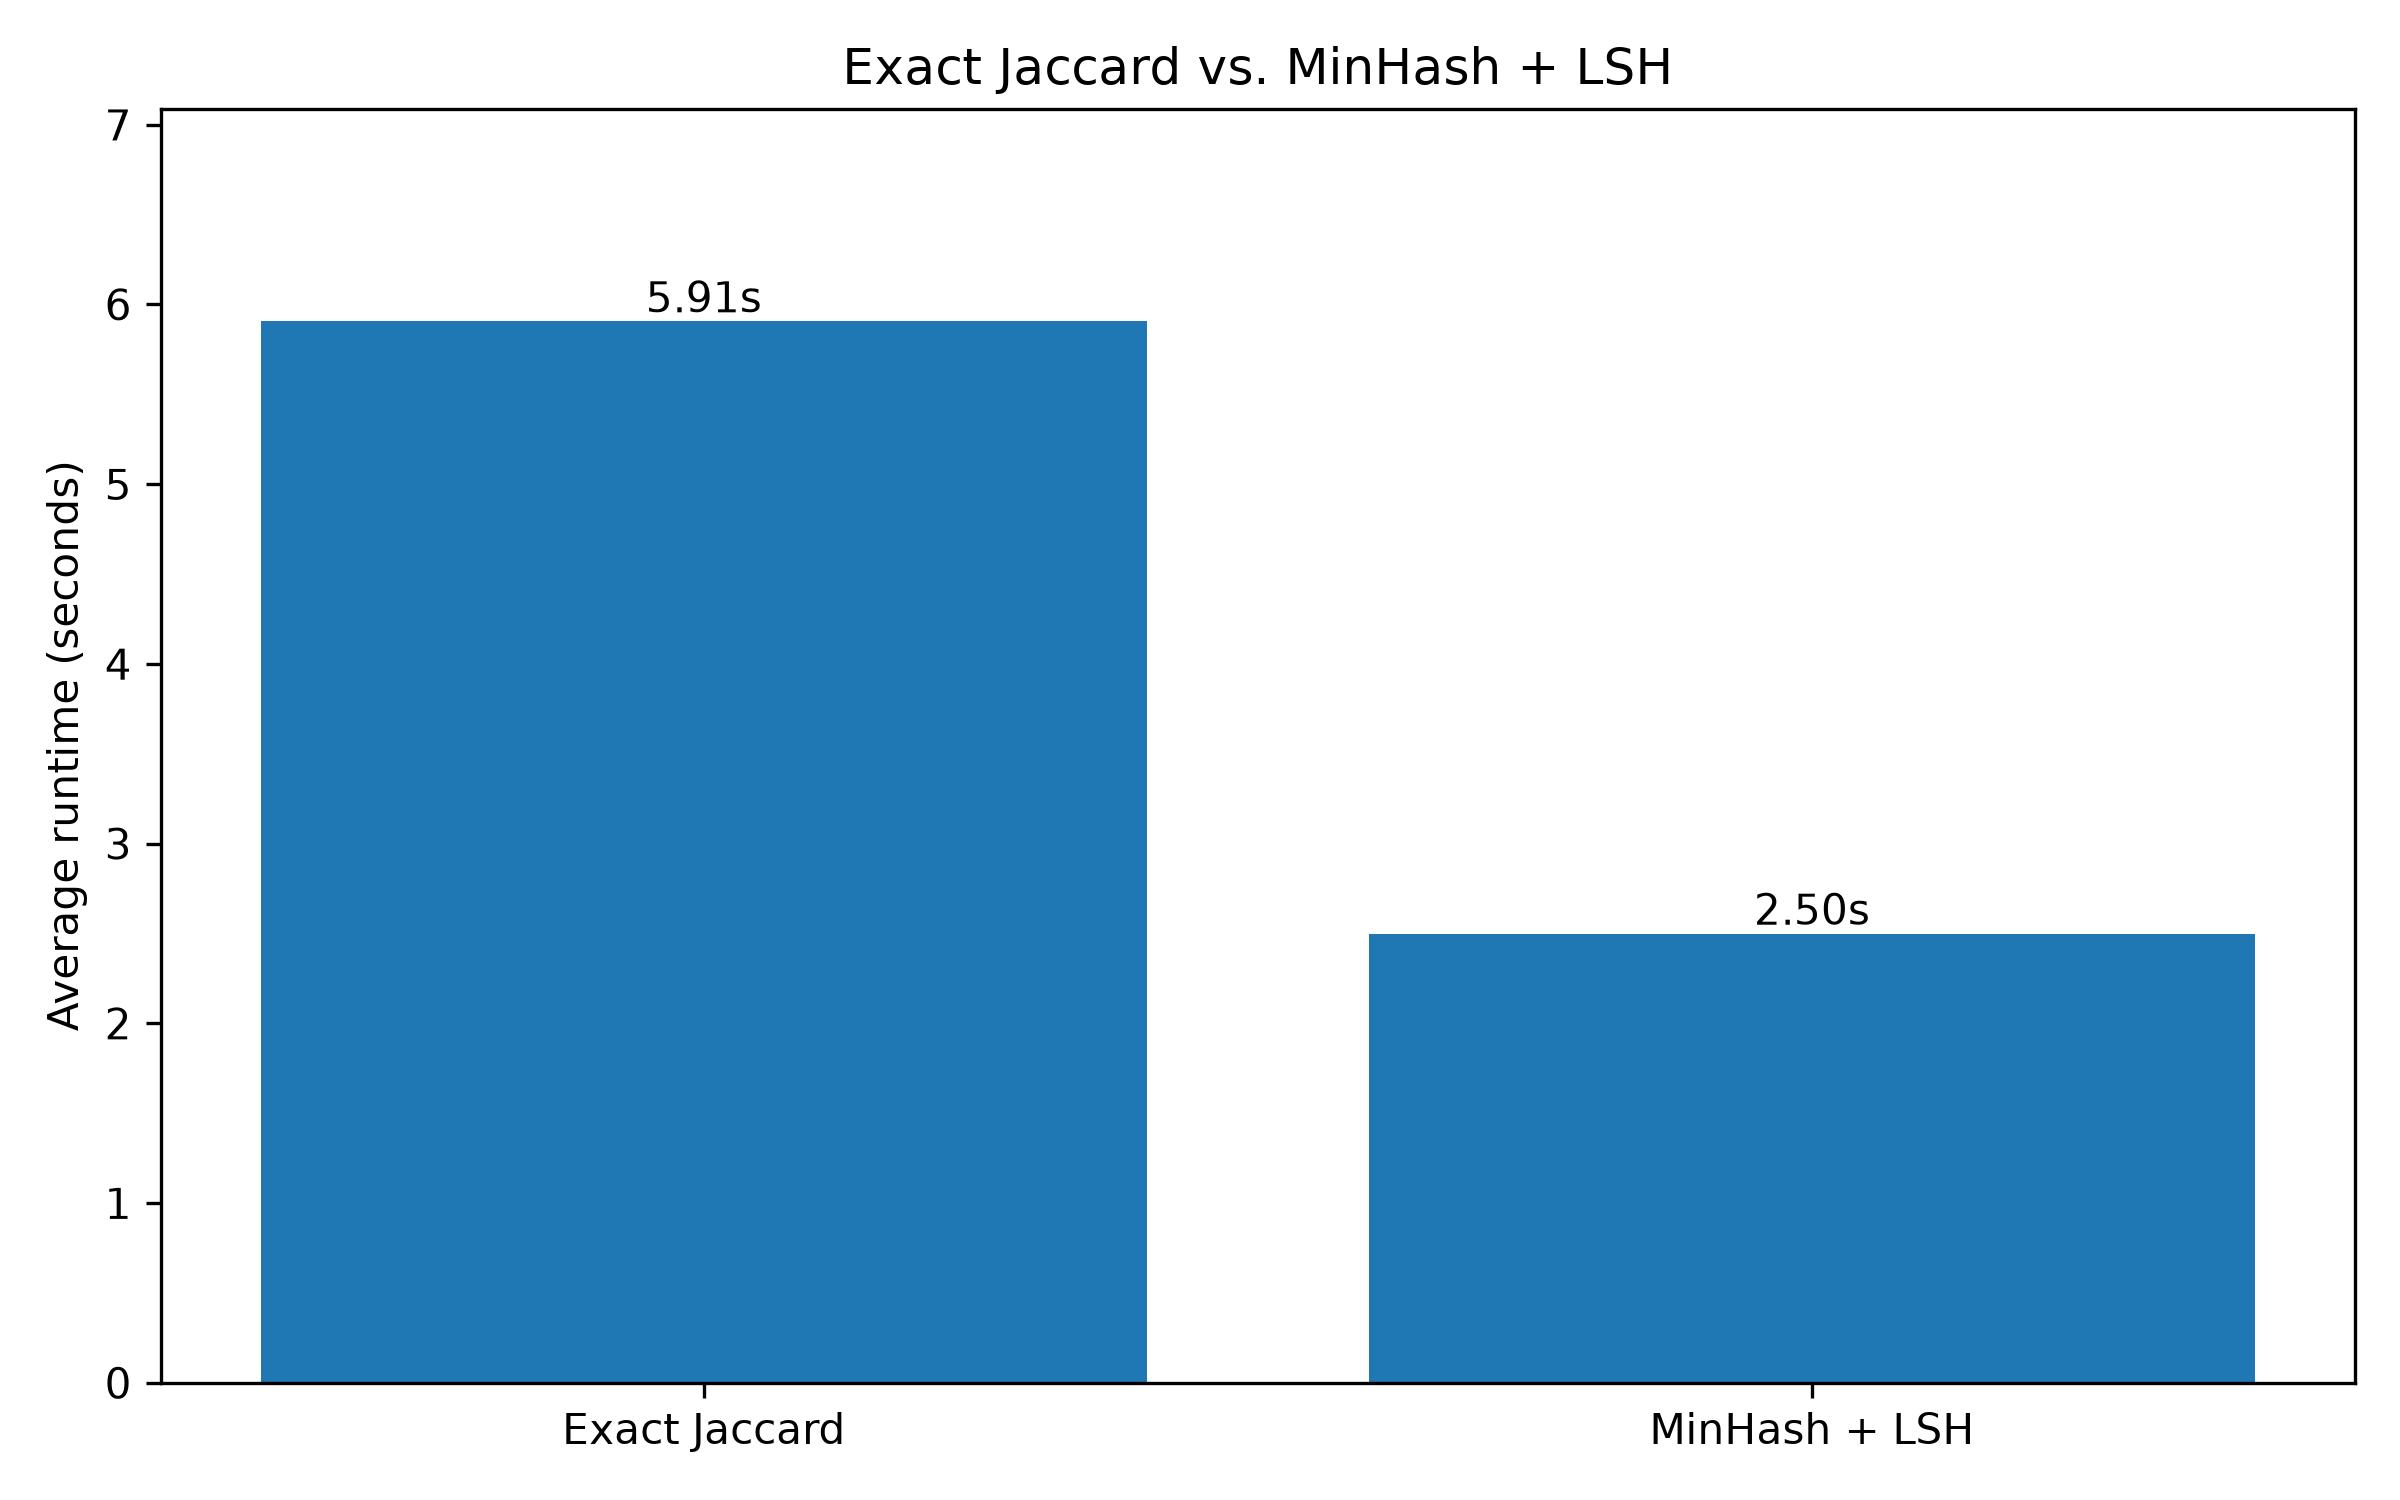 Exact Jaccard vs. MinHash + LSH
Average runtime (seconds)
7
6
5
4
3
2
1
0
5.91s
2.50s
Exact Jaccard
MinHash + LSH